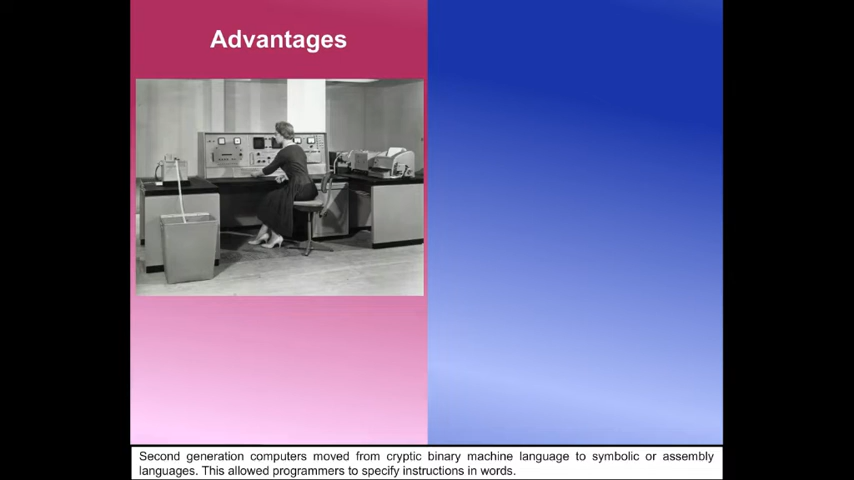 Advantages
Second generation computers moved from cryptic binary machine language to symbolic or assembly
languages. This allowed programmers to specify instructions in words.